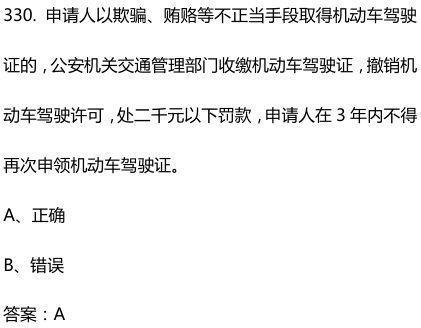 330. 申请人以欺骗、贿赂等不正当手段取得机动车驾驶
证的,公安机关交通管理部门收缴机动车驾驶证,撤销机
动车驾驶许可,处二千元以下罚款,申请人在 3 年内不得
再次申领机动车驾驶证。
A、正确
B、错误
答案：A